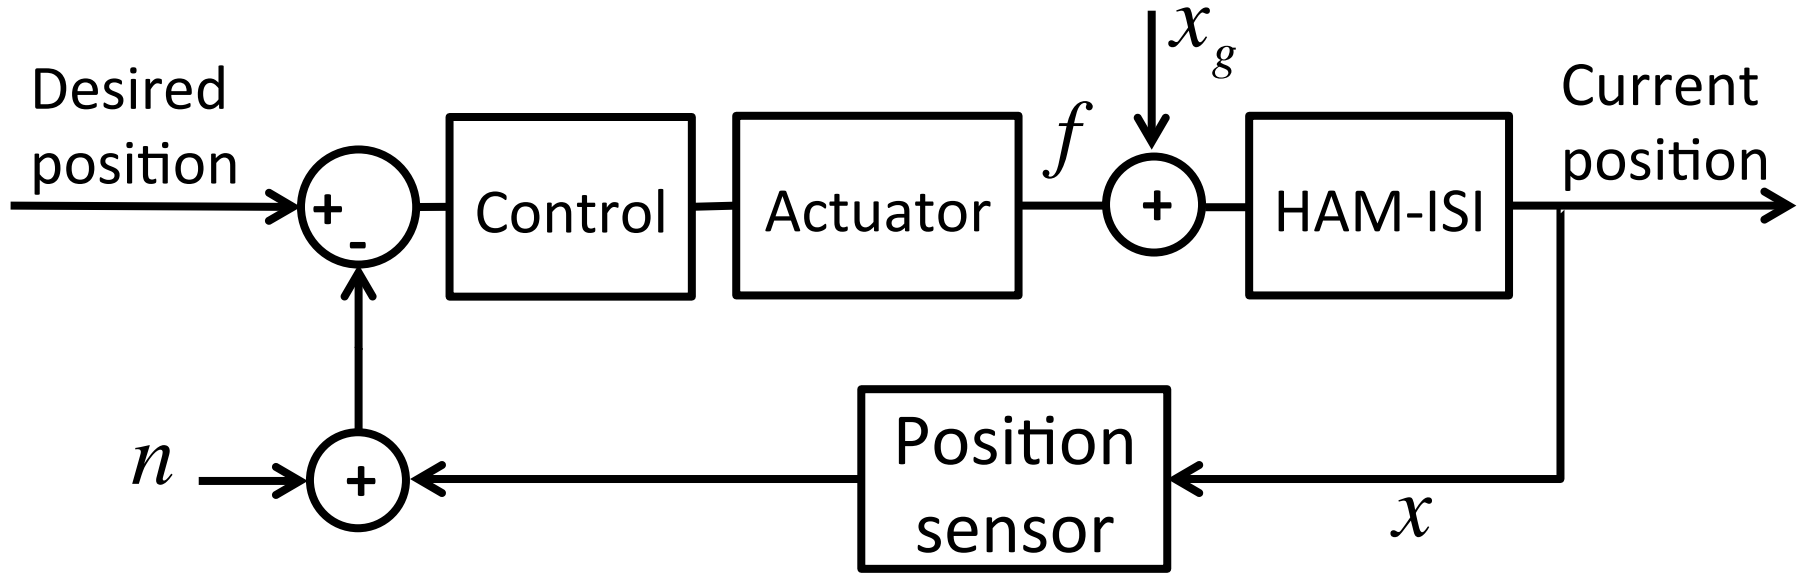 Desired
position
+
-
Control
Actuator
f
x_g
+
HAM-ISI
Current
position
n
+
Position
sensor
x